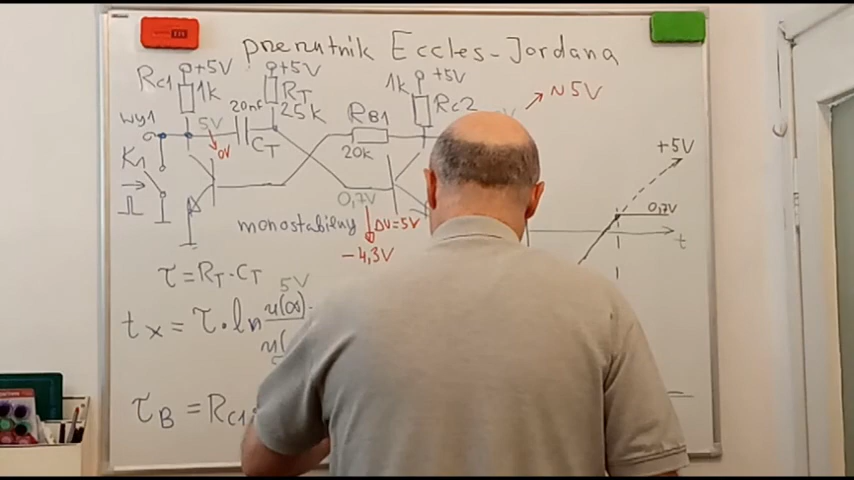 przerzutnik Eccles-Jordana
RC1 +5V
1k
+5V
RT
25k
1k +5V
RC2
↗ ~5V
wy1
5V
0V
20nF
CT
RB1
20k
K1
0,7V
monostabilny
ΔU=5V
-4,3V
+5V
0,7V
t
τ=RT·CT
5V
tx=τ·ln u(∞)
τB=RC1